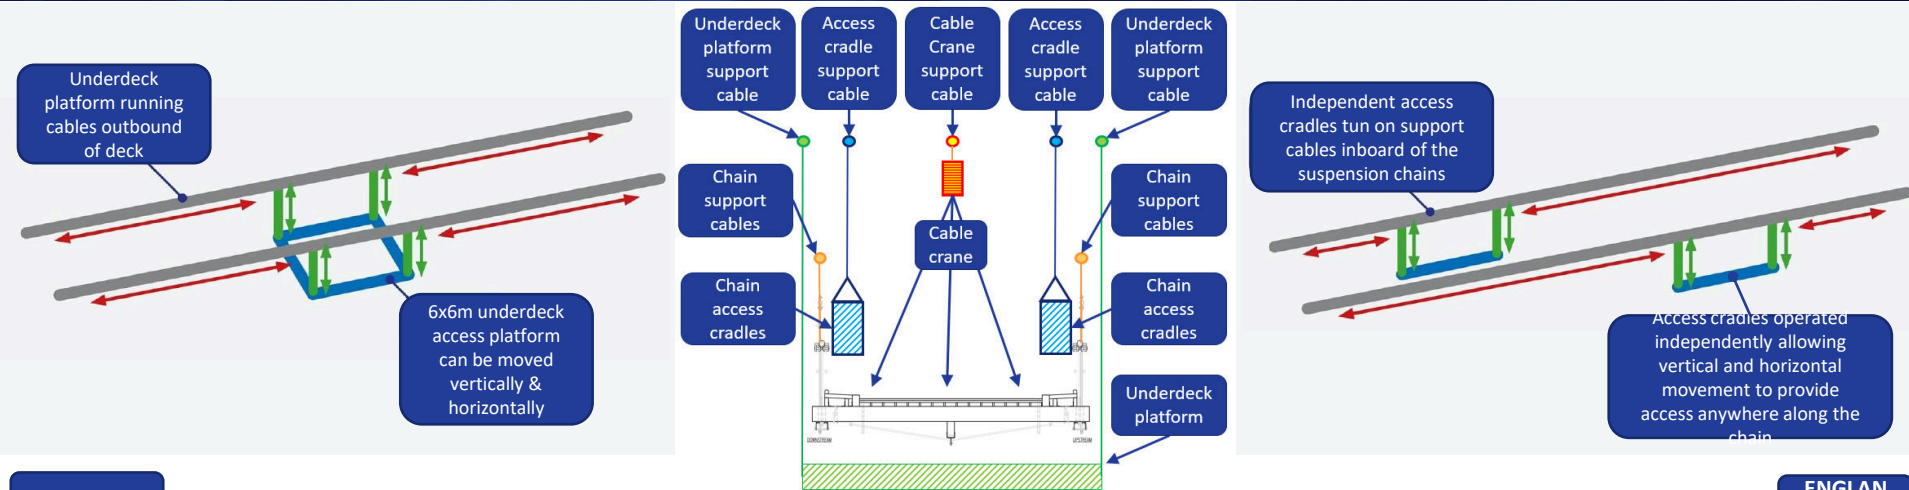 Underdeck
platform running
cables outbound
of deck
6x6m underdeck
access platform
can be moved
vertically &
horizontally
Underdeck
platform
support
cable
Access
cradle
support
cable
Cable
Crane
support
cable
Access
cradle
support
cable
Underdeck
platform
support
cable
Chain
support
cables
Chain
support
cables
Cable
crane
Chain
access
cradles
Chain
access
cradles
Underdeck
platform
DOWNSTREAM
UPSTREAM
Independent access
cradles tun on support
cables inboard of the
suspension chains
Access cradles operated
independently allowing
vertical and horizontal
movement to provide
access anywhere along the
chain
ENGLAN